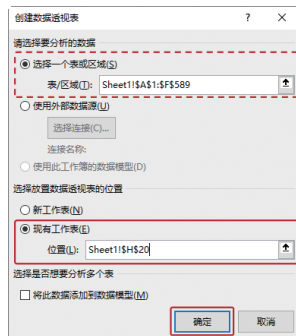 创建数据透视表 ? ×
请选择要分析的数据
选择一个表或区域(S)
表/区域(T): Sheet1!$A$1:$F$589
使用外部数据源(U)
选择连接(C)...
连接名称:
使用此工作簿的数据模型(D)
选择放置数据透视表的位置
新工作表(N)
现有工作表(E)
位置(L): Sheet1!$H$20
选择是否想要分析多个表
将此数据添加到数据模型(M)
确定 取消